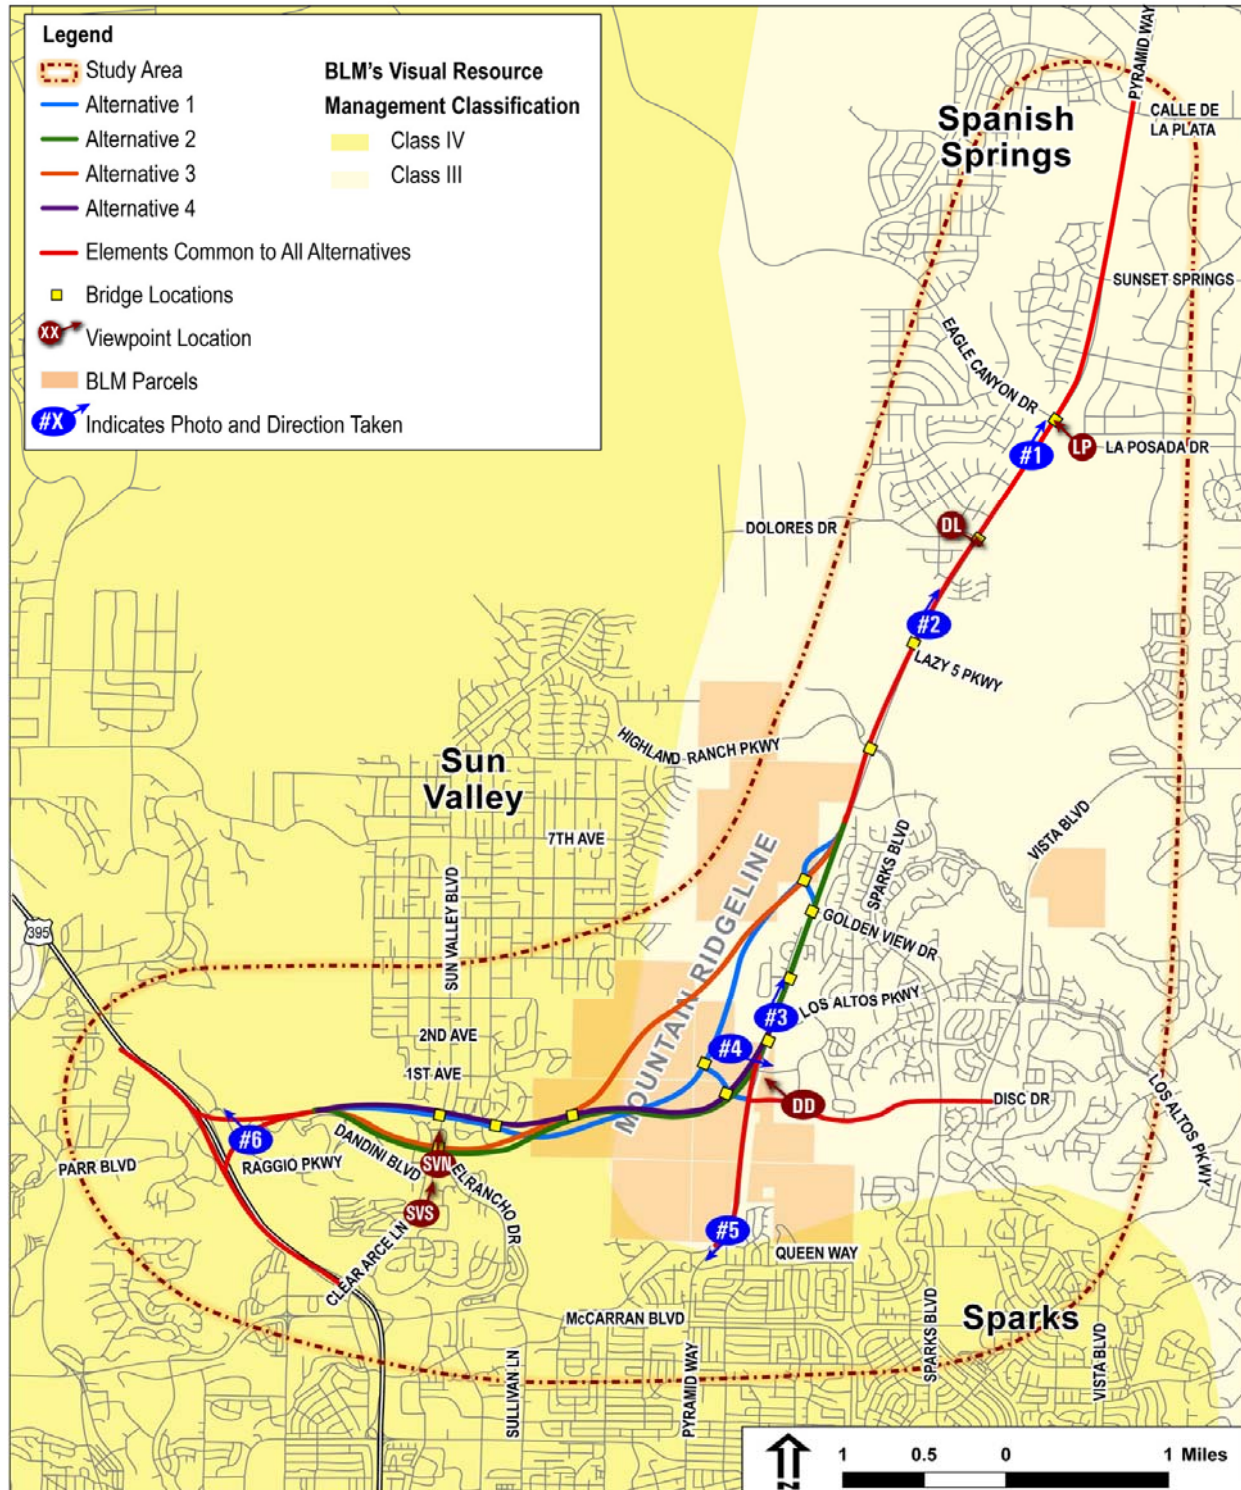 Legend
Study Area
Alternative 1
Alternative 2
Alternative 3
Alternative 4
Elements Common to All Alternatives
Bridge Locations
XX
Viewpoint Location
BLM Parcels
#X
Indicates Photo and Direction Taken
BLM's Visual Resource
Management Classification
Class IV
Class III
PYRAMID WAY
CALLE DE
LA PLATA
Spanish
Springs
SUNSET SPRINGS
EAGLE CANYON DR
#1
LP
LA POSADA DR
DOLORES DR
DL
#2
LAZY 5 PKWY
HIGHLAND RANCH PKWY
Sun
Valley
7TH AVE
SUN VALLEY BLVD
VISTA BLVD
SPARKS BLVD
MOUNTAIN RIDGELINE
GOLDEN VIEW DR
395
LOS ALTOS PKWY
#3
2ND AVE
#4
1ST AVE
DD
DISC DR
LOS ALTOS PKWY
#6
PARR BLVD
RAGGIO PKWY
DANDINI BLVD
SVN
ELRANCHO DR
SVS
CLEAR ARCE LN
#5
QUEEN WAY
McCARRAN BLVD
Sparks
SULLIVAN LN
PYRAMID WAY
SPARKS BLVD
VISTA BLVD
N
1 0.5 0 1 Miles